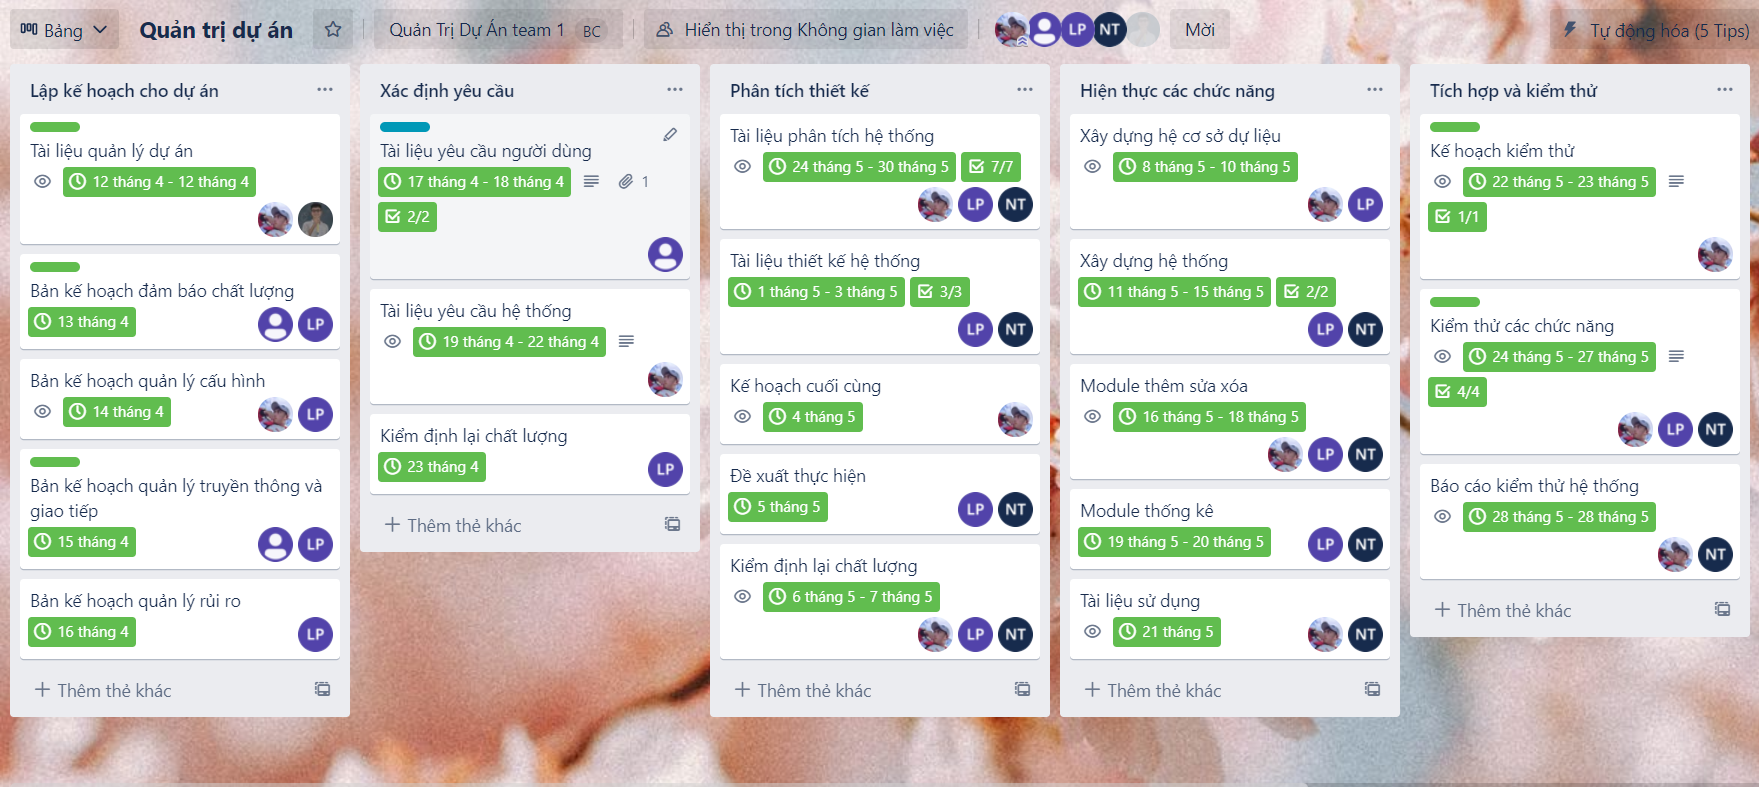 Bảng
Quản trị dự án
Quản Trị Dự Án team 1 BC
Hiển thị trong Không gian làm việc
LP
NT
Mời
Tự động hóa (5 Tips)
Lập kế hoạch cho dự án
Tài liệu quản lý dự án
12 tháng 4 - 12 tháng 4
Bản kế hoạch đảm bảo chất lượng
13 tháng 4
LP
Bản kế hoạch quản lý cấu hình
14 tháng 4
LP
Bản kế hoạch quản lý truyền thông và
giao tiếp
15 tháng 4
LP
Bản kế hoạch quản lý rủi ro
16 tháng 4
LP
Thêm thẻ khác
Xác định yêu cầu
Tài liệu yêu cầu người dùng
17 tháng 4 - 18 tháng 4
1
2/2
Tài liệu yêu cầu hệ thống
19 tháng 4 - 22 tháng 4
Kiểm định lại chất lượng
23 tháng 4
LP
Thêm thẻ khác
Phân tích thiết kế
Tài liệu phân tích hệ thống
24 tháng 5 - 30 tháng 5
7/7
LP
NT
Tài liệu thiết kế hệ thống
1 tháng 5 - 3 tháng 5
3/3
LP
NT
Kế hoạch cuối cùng
4 tháng 5
Đề xuất thực hiện
5 tháng 5
LP
NT
Kiểm định lại chất lượng
6 tháng 5 - 7 tháng 5
LP
NT
Thêm thẻ khác
Hiện thực các chức năng
Xây dựng hệ cơ sở dự liệu
8 tháng 5 - 10 tháng 5
LP
Xây dựng hệ thống
11 tháng 5 - 15 tháng 5
2/2
LP
NT
Module thêm sửa xóa
16 tháng 5 - 18 tháng 5
LP
NT
Module thống kê
19 tháng 5 - 20 tháng 5
LP
NT
Tài liệu sử dụng
21 tháng 5
NT
Thêm thẻ khác
Tích hợp và kiểm thử
Kế hoạch kiểm thử
22 tháng 5 - 23 tháng 5
1/1
Kiểm thử các chức năng
24 tháng 5 - 27 tháng 5
4/4
LP
NT
Báo cáo kiểm thử hệ thống
28 tháng 5 - 28 tháng 5
NT
Thêm thẻ khác